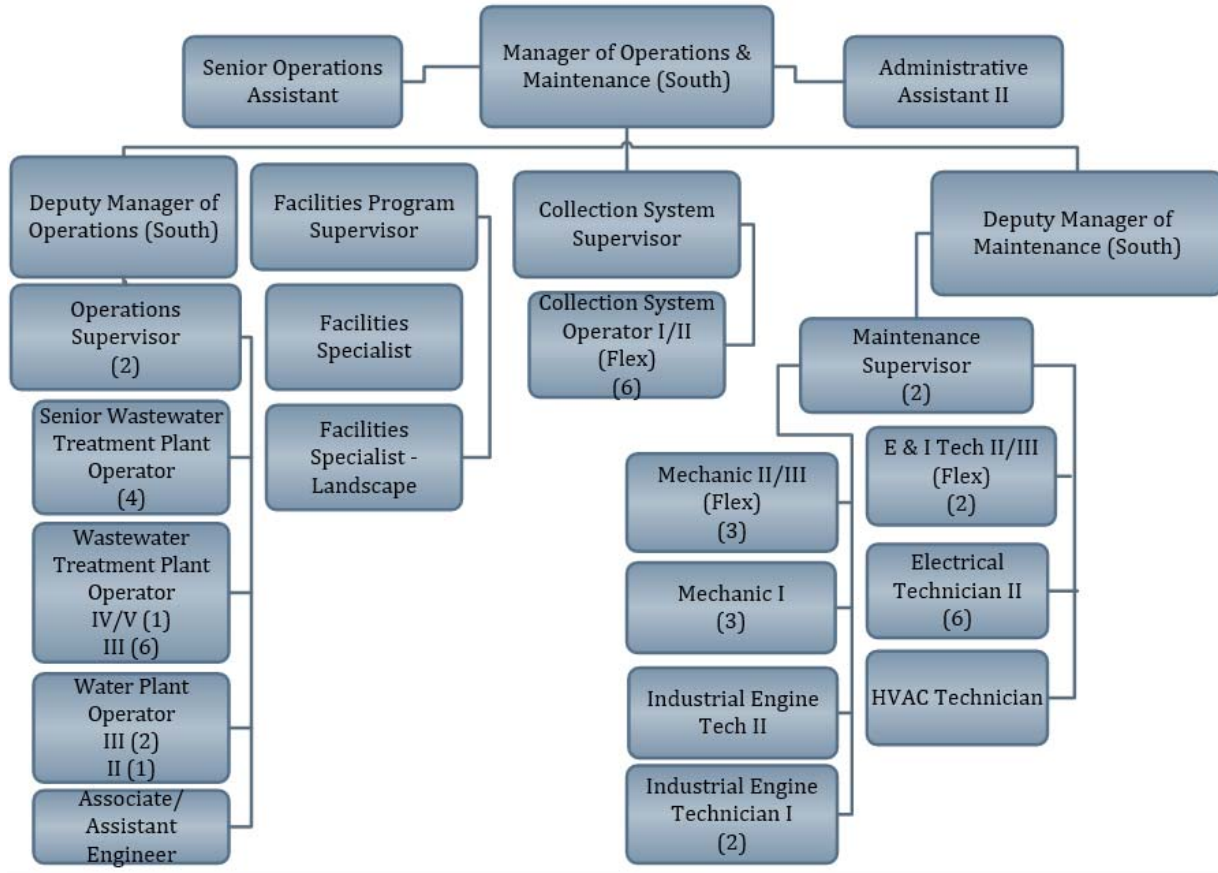 Senior Operations
Assistant
Manager of Operations &
Maintenance (South)
Administrative
Assistant II
Deputy Manager of
Operations (South)
Facilities Program
Supervisor
Collection System
Supervisor
Deputy Manager of
Maintenance (South)
Operations
Supervisor
(2)
Facilities
Specialist
Collection System
Operator I/II
(Flex)
(6)
Maintenance
Supervisor
(2)
Senior Wastewater
Treatment Plant
Operator
(4)
Facilities
Specialist -
Landscape
Mechanic II/III
(Flex)
(3)
E & I Tech II/III
(Flex)
(2)
Wastewater
Treatment Plant
Operator
IV/V (1)
III (6)
Mechanic I
(3)
Electrical
Technician II
(6)
Water Plant
Operator
III (2)
II (1)
Industrial Engine
Tech II
HVAC Technician
Associate/
Assistant
Engineer
Industrial Engine
Technician I
(2)